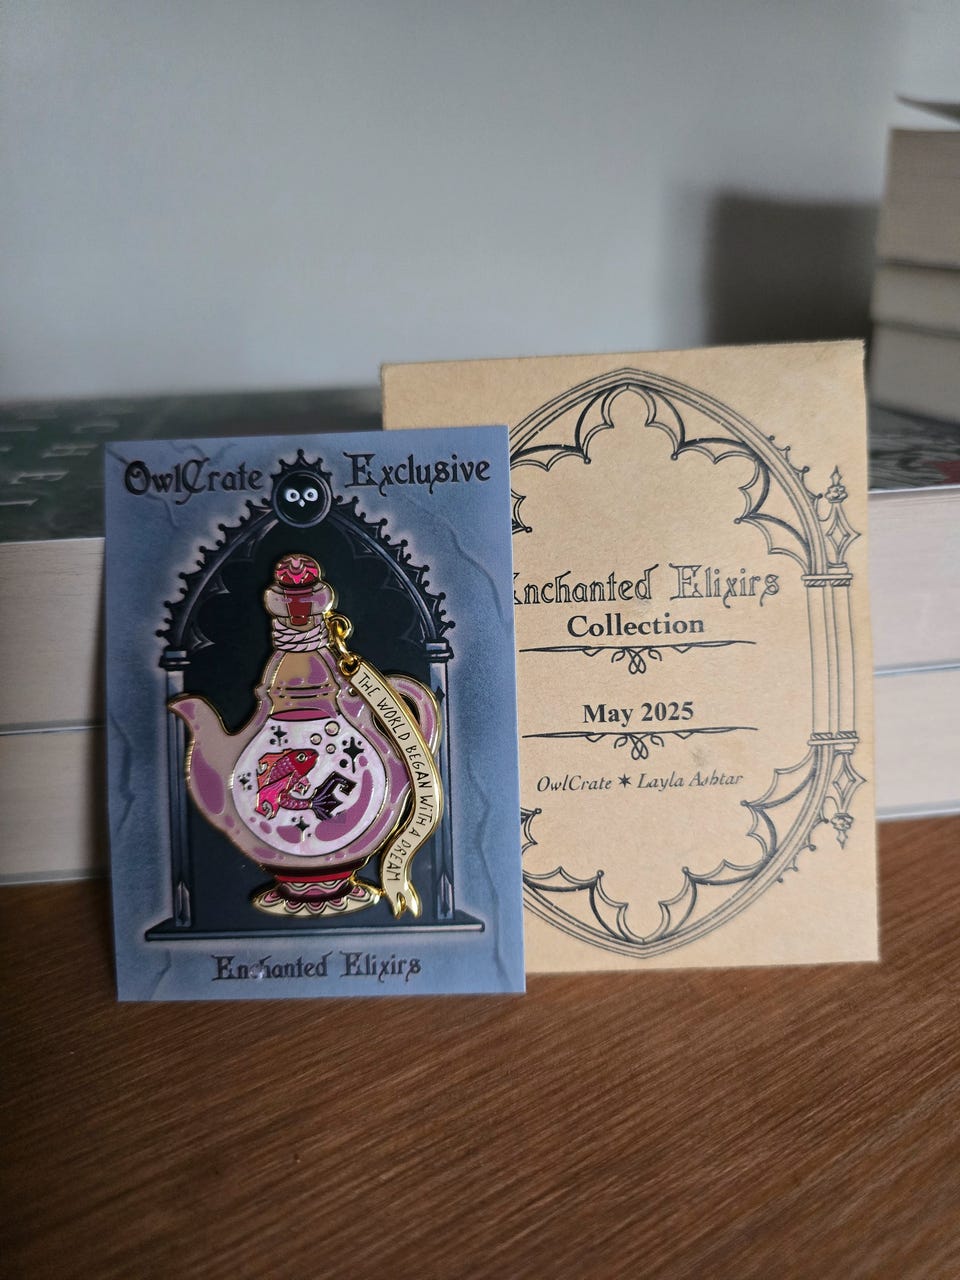 OwlCrate Exclusive
THE WORLD BEGAN WITH A DREAM
Enchanted Elixirs
Enchanted Elixirs
Collection
May 2025
OwlCrate ✶ Layla Ashtar